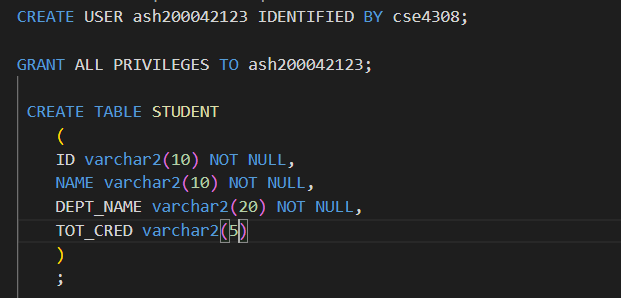 CREATE USER ash200042123 IDENTIFIED BY cse4308;
GRANT ALL PRIVILEGES TO ash200042123;
CREATE TABLE STUDENT
(
ID varchar2(10) NOT NULL,
NAME varchar2(10) NOT NULL,
DEPT_NAME varchar2(20) NOT NULL,
TOT_CRED varchar2(5)
)
;